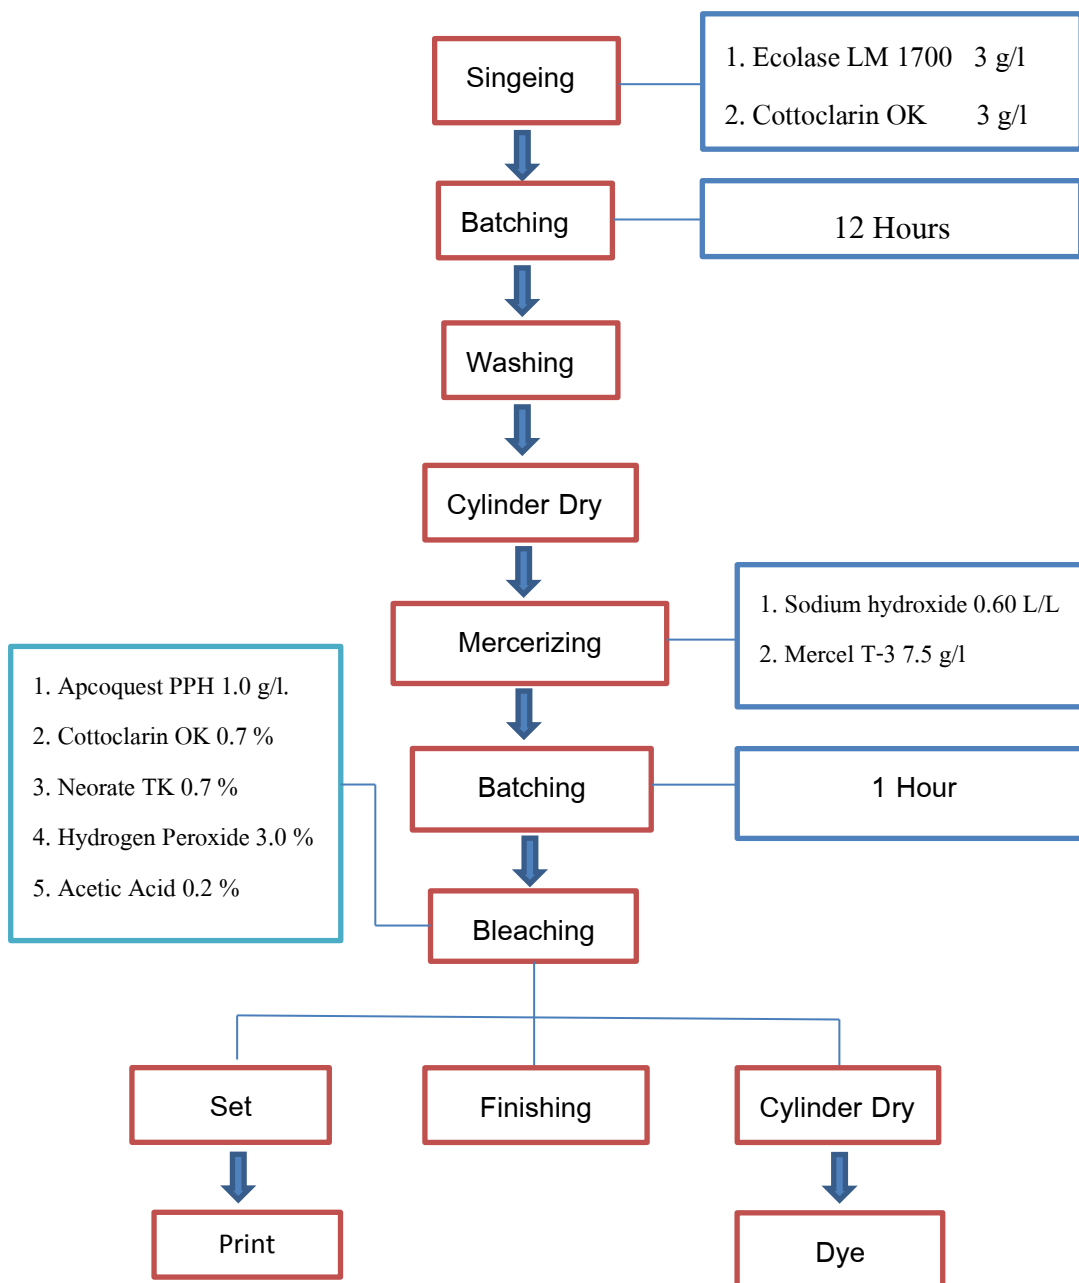 Singeing
1. Ecolase LM 1700 3 g/l
2. Cottoclarin OK 3 g/l
Batching
12 Hours
Washing
Cylinder Dry
Mercerizing
1. Sodium hydroxide 0.60 L/L
2. Mercel T-3 7.5 g/l
Batching
1 Hour
1. Apcoquest PPH 1.0 g/l.
2. Cottoclarin OK 0.7 %
3. Neorate TK 0.7 %
4. Hydrogen Peroxide 3.0 %
5. Acetic Acid 0.2 %
Bleaching
Set
Finishing
Cylinder Dry
Print
Dye